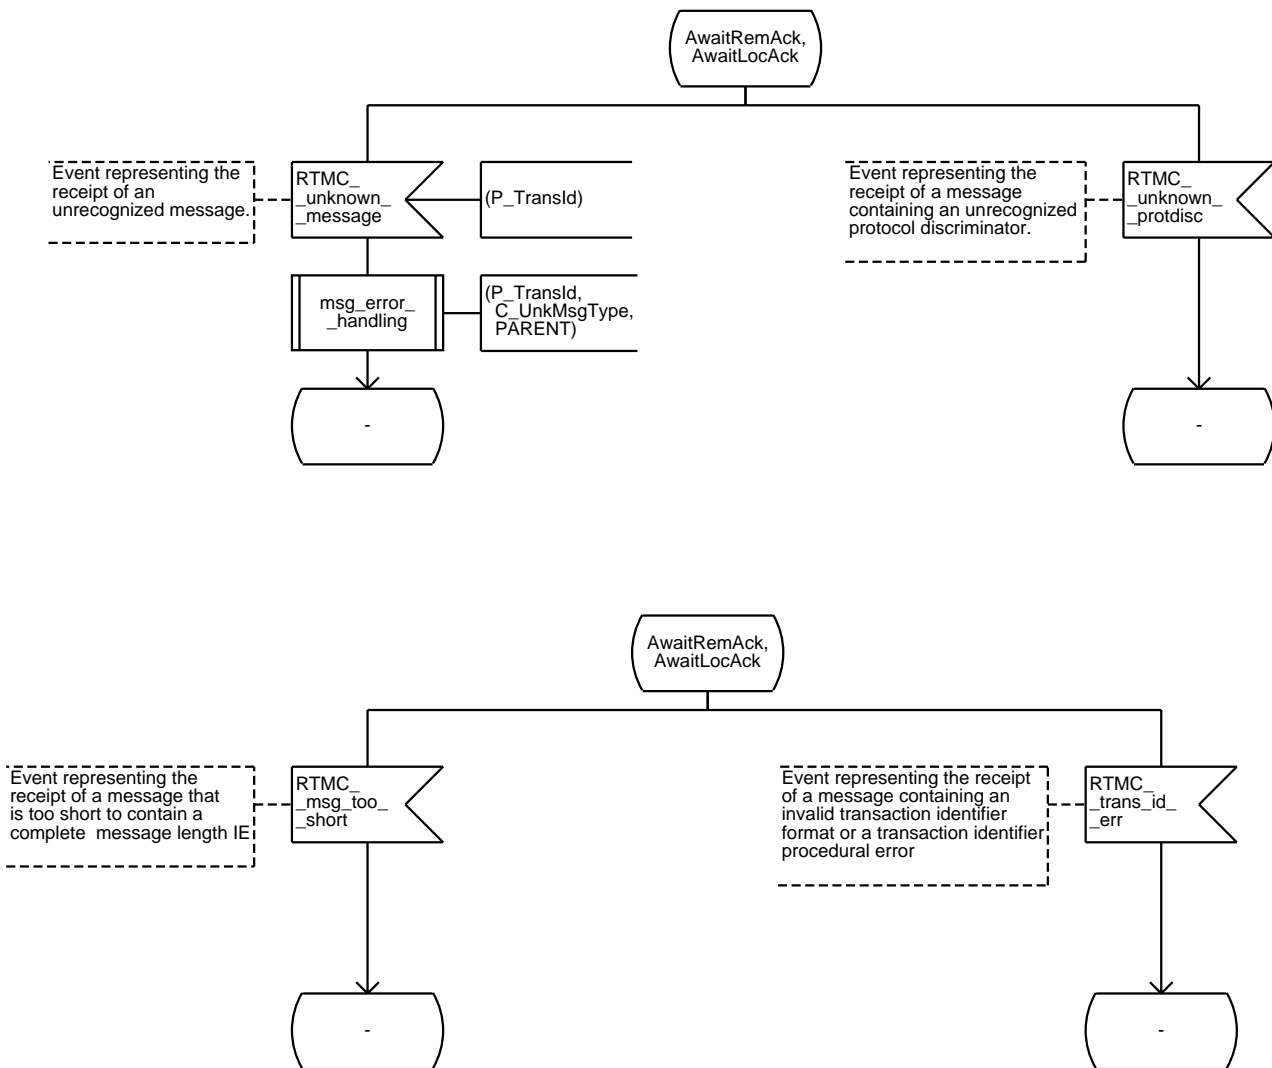 AwaitRemAck,
AwaitLocAck
Event representing the
receipt of an
unrecognized message.
RTMC_
_unknown_
_message
(P_TransId)
Event representing the
receipt of a message
containing an unrecognized
protocol discriminator.
RTMC_
_unknown_
_protdisc
msg_error_
_handling
(P_TransId,
C_UnkMsgType,
PARENT)
-
-
AwaitRemAck,
AwaitLocAck
Event representing the
receipt of a message that
is too short to contain a
complete  message length IE
RTMC_
_msg_too_
_short
Event representing the receipt
of a message containing an
invalid transaction identifier
format or a transaction identifier
procedural error
RTMC_
_trans_id_
_err
-
-